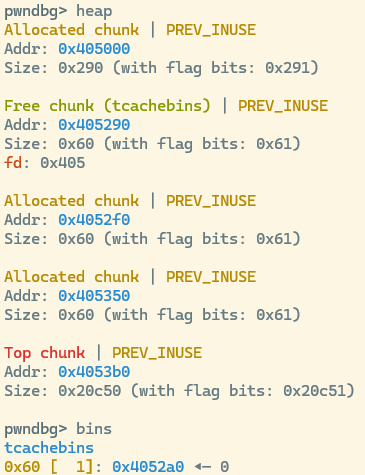 pwndbg> heap
Allocated chunk | PREV_INUSE
Addr: 0x405000
Size: 0x290 (with flag bits: 0x291)
Free chunk (tcachebins) | PREV_INUSE
Addr: 0x405290
Size: 0x60 (with flag bits: 0x61)
fd: 0x405
Allocated chunk | PREV_INUSE
Addr: 0x4052f0
Size: 0x60 (with flag bits: 0x61)
Allocated chunk | PREV_INUSE
Addr: 0x405350
Size: 0x60 (with flag bits: 0x61)
Top chunk | PREV_INUSE
Addr: 0x4053b0
Size: 0x20c50 (with flag bits: 0x20c51)
pwndbg> bins
tcachebins
0x60 [  1]: 0x4052a0 ◂— 0